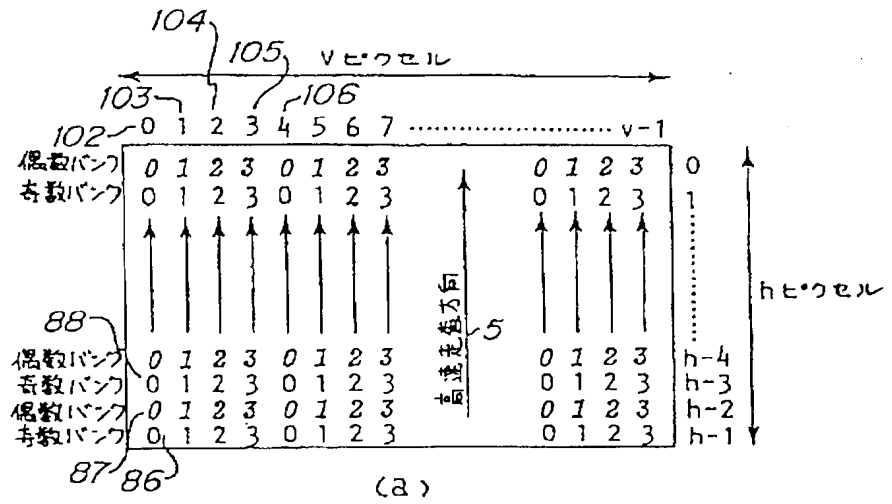 104
105
vピクセル
103
106
102
0 1 2 3 4 5 6 7 ........................ v-1
偶数バンク 0 1 2 3 0 1 2 3 0 1 2 3 0
奇数バンク 0 1 2 3 0 1 2 3 0 1 2 3 1
高速走査方向
5
hピクセル
88
偶数バンク 0 1 2 3 0 1 2 3 0 1 2 3 h-4
奇数バンク 0 1 2 3 0 1 2 3 0 1 2 3 h-3
偶数バンク 0 1 2 3 0 1 2 3 0 1 2 3 h-2
奇数バンク 0 1 2 3 0 1 2 3 0 1 2 3 h-1
87
86
(a)